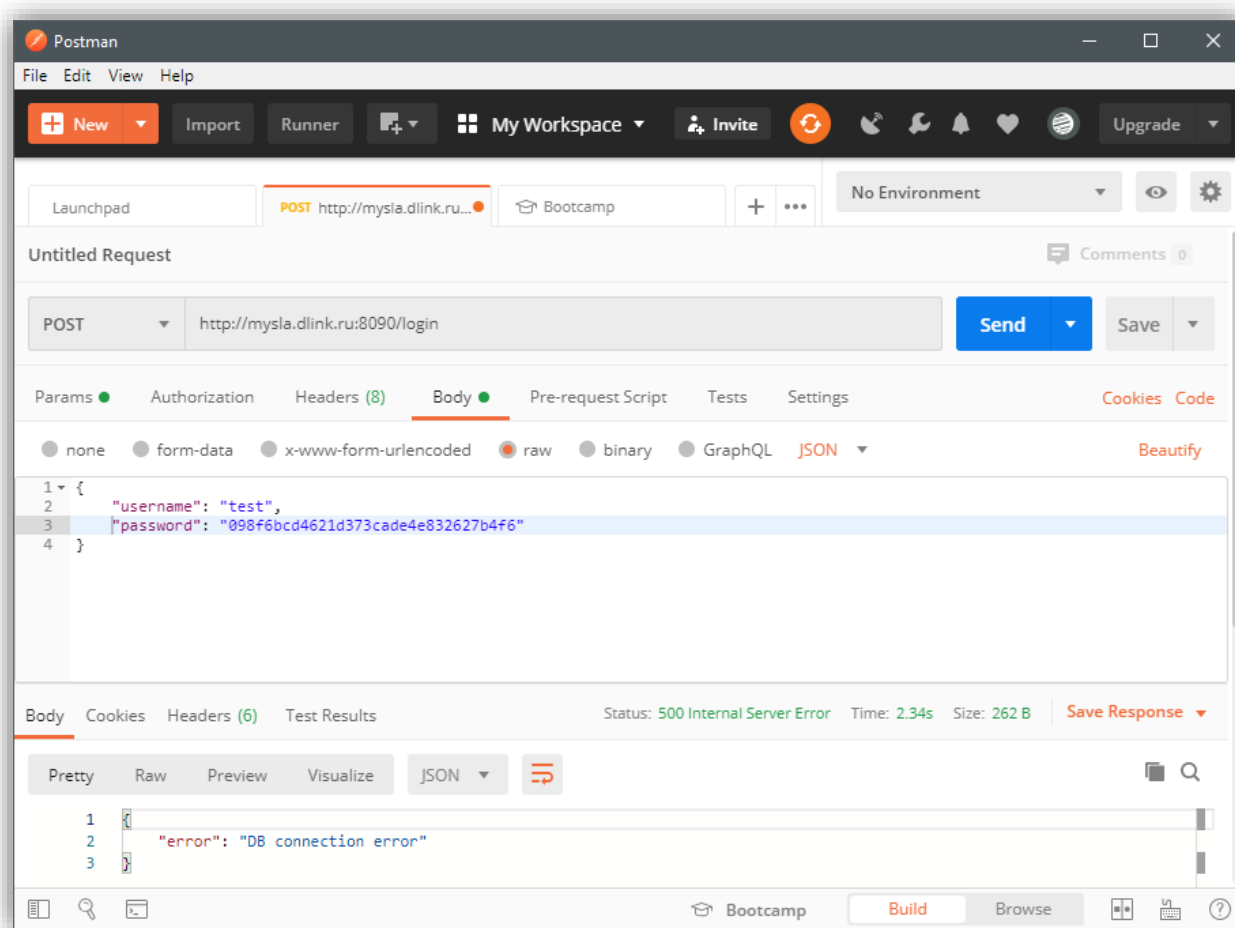 Postman
File Edit View Help
New Import Runner My Workspace Invite Upgrade
Launchpad POST http://mysla.dlink.ru... Bootcamp No Environment
Untitled Request Comments 0
POST http://mysla.dlink.ru:8090/login Send Save
Params Authorization Headers (8) Body Pre-request Script Tests Settings Cookies Code
none form-data x-www-form-urlencoded raw binary GraphQL JSON Beautify
1 {
2 "username": "test",
3 "password": "098f6bcd4621d373cade4e832627b4f6"
4 }
Body Cookies Headers (6) Test Results Status: 500 Internal Server Error Time: 2.34s Size: 262 B Save Response
Pretty Raw Preview Visualize JSON
1 {
2 "error": "DB connection error"
3 }
Bootcamp Build Browse